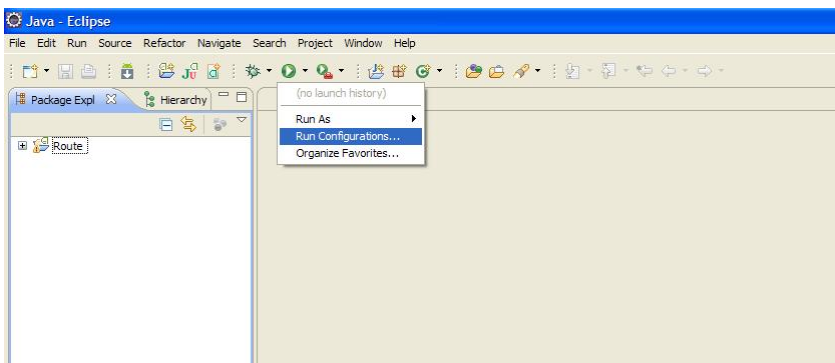 Java - Eclipse
File Edit Run Source Refactor Navigate Search Project Window Help
Package Expl Hierarchy
(no launch history)
Run As
Run Configurations...
Organize Favorites...
Route